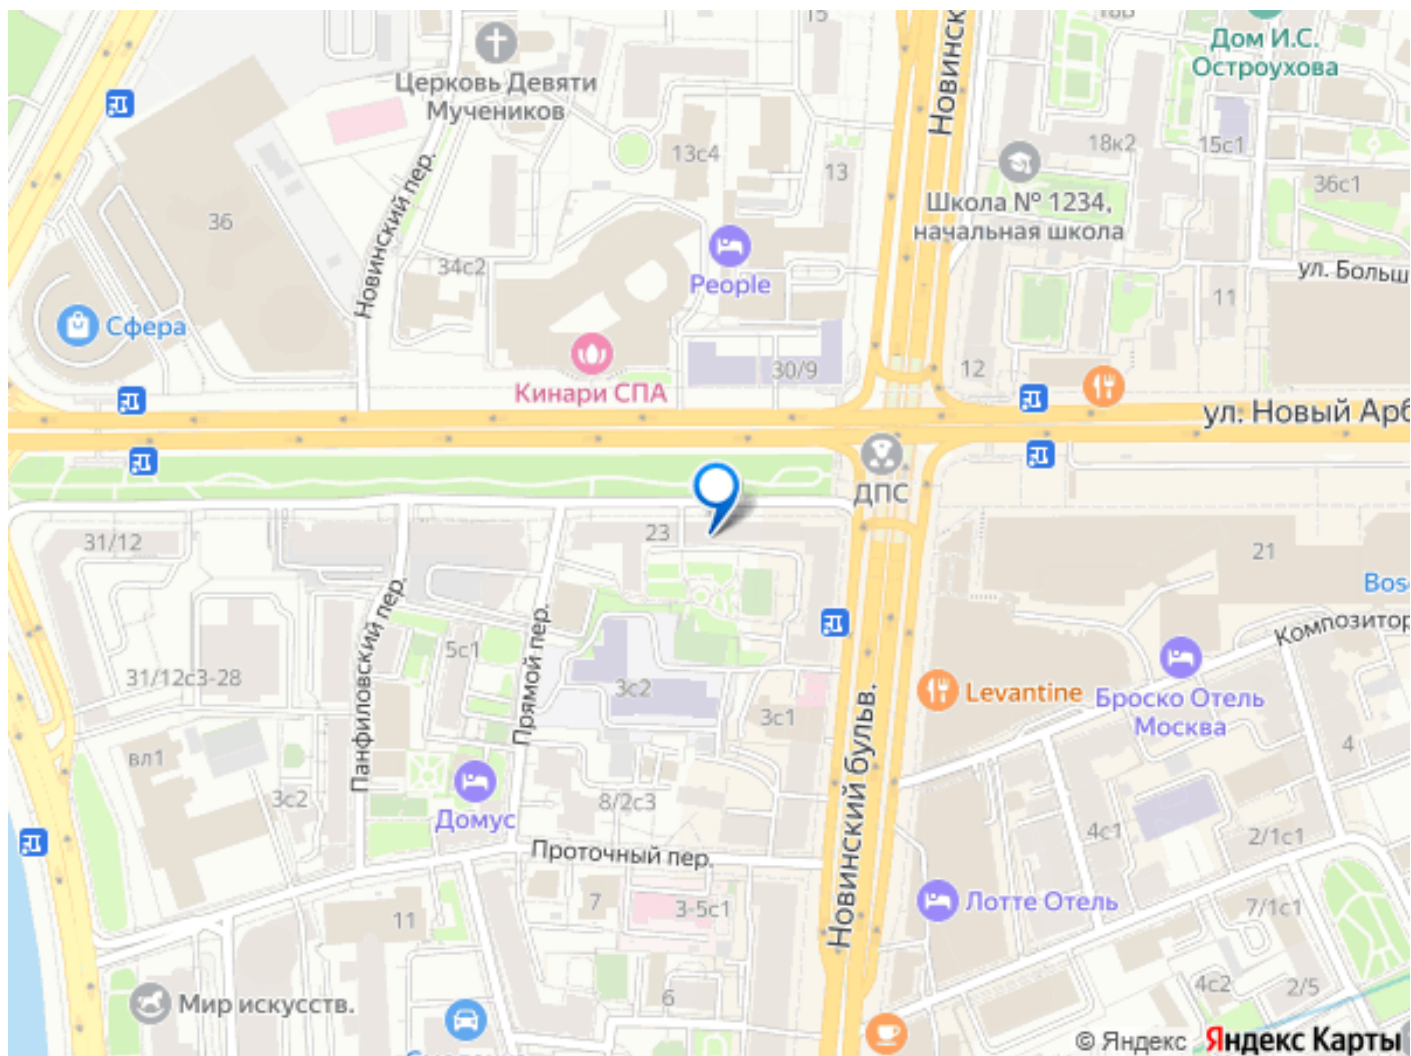 15
18В
Дом И.С.
Остроухова
Церковь Девяти
Мучеников
Новинск
13с4
13
18к2
15с1
36с1
Школа № 1234,
начальная школа
36
Новинский пер.
34с2
People
ул. Больш
11
Сфера
Кинари СПА
30/9
12
ул. Новый Арб
ДПС
31/12
23
21
Bos
Композитор
Панфиловский пер.
Прямой пер.
5с1
31/12с3-28
3с2
3с1
Levantine
Броско Отель
Москва
вл1
4
3с2
Домус
8/2с3
4с1
2/1с1
Новинский бульв.
Проточный пер.
11
7
3-5с1
Лотте Отель
7/1с1
Мир искусств.
6
4с2
2/5
© Яндекс
Яндекс Карты